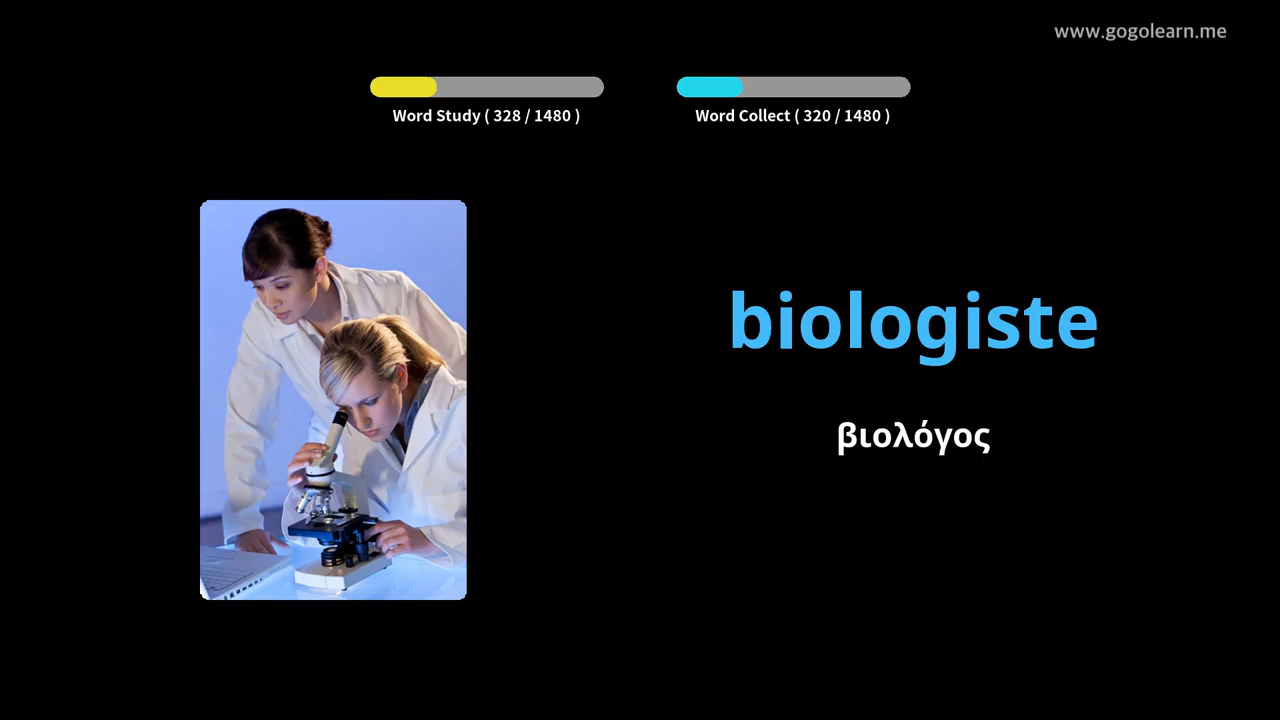 www.gogolearn.me
Word Study ( 328 / 1480 )
Word Collect ( 320 / 1480 )
biologiste
βιολόγος